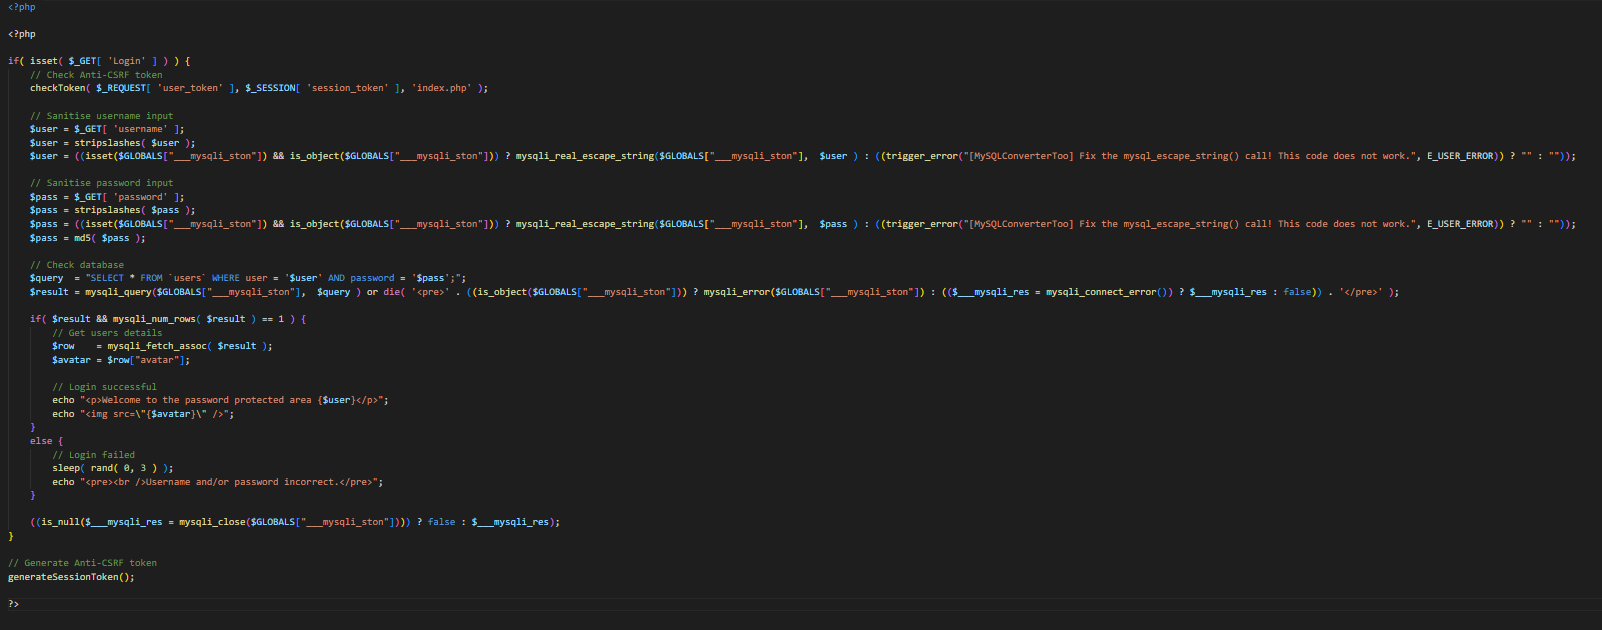 <?php
<?php
if( isset( $_GET[ 'Login' ] ) ) {
// Check Anti-CSRF token
checkToken( $_REQUEST[ 'user_token' ], $_SESSION[ 'session_token' ], 'index.php' );
// Sanitise username input
$user = $_GET[ 'username' ];
$user = stripslashes( $user );
$user = ((isset($GLOBALS["___mysqli_ston"]) && is_object($GLOBALS["___mysqli_ston"])) ? mysqli_real_escape_string($GLOBALS["___mysqli_ston"],  $user ) : ((trigger_error("[MySQLConverterToo] Fix the mysql_escape_string() call! This code does not work.", E_USER_ERROR)) ? "" : ""));
// Sanitise password input
$pass = $_GET[ 'password' ];
$pass = stripslashes( $pass );
$pass = ((isset($GLOBALS["___mysqli_ston"]) && is_object($GLOBALS["___mysqli_ston"])) ? mysqli_real_escape_string($GLOBALS["___mysqli_ston"],  $pass ) : ((trigger_error("[MySQLConverterToo] Fix the mysql_escape_string() call! This code does not work.", E_USER_ERROR)) ? "" : ""));
$pass = md5( $pass );
// Check database
$query  = "SELECT * FROM `users` WHERE user = '$user' AND password = '$pass';";
$result = mysqli_query($GLOBALS["___mysqli_ston"],  $query ) or die( '<pre>' . ((is_object($GLOBALS["___mysqli_ston"])) ? mysqli_error($GLOBALS["___mysqli_ston"]) : (($___mysqli_res = mysqli_connect_error()) ? $___mysqli_res : false)) . '</pre>' );
if( $result && mysqli_num_rows( $result ) == 1 ) {
// Get users details
$row    = mysqli_fetch_assoc( $result );
$avatar = $row["avatar"];
// Login successful
echo "<p>Welcome to the password protected area {$user}</p>";
echo "<img src=\"{$avatar}\" />";
}
else {
// Login failed
sleep( rand( 0, 3 ) );
echo "<pre><br />Username and/or password incorrect.</pre>";
}
((is_null($___mysqli_res = mysqli_close($GLOBALS["___mysqli_ston"]))) ? false : $___mysqli_res);
}
// Generate Anti-CSRF token
generateSessionToken();
?>